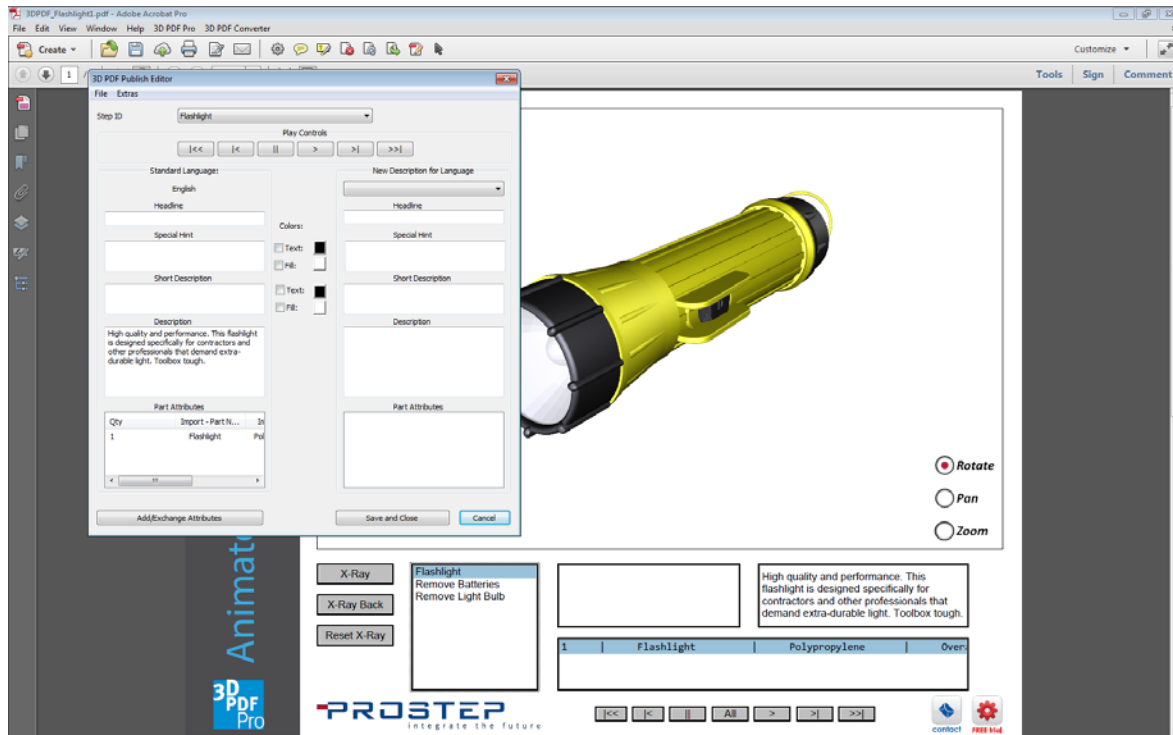 3DPDF_Flashlight1.pdf - Adobe Acrobat Pro
File Edit View Window Help 3D PDF Pro 3D PDF Converter
Create Customize
1 Tools Sign Comment
3D PDF Publish Editor
File Extras
Step ID Flashlight
Play Controls
|<< |< || > >| >>|
Standard Language: New Description for Language
English
Headline Headline
Colors:
Special Hint Special Hint
Text:
Fill:
Short Description Short Description
Text:
Fill:
Description Description
High quality and performance. This flashlight
is designed specifically for contractors and
other professionals that demand extra-
durable light. Toolbox tough.
Part Attributes Part Attributes
Qty Import - Part N... In
1 Flashlight Pol
Add/Exchange Attributes Save and Close Cancel
Rotate
Pan
Zoom
Animate
3D
PDF
Pro
X-Ray
X-Ray Back
Reset X-Ray
Flashlight
Remove Batteries
Remove Light Bulb
High quality and performance. This
flashlight is designed specifically for
contractors and other professionals that
demand extra-durable light. Toolbox tough.
1 | Flashlight | Polypropylene | Overa
PROSTEP
integrate the future
|<< |< || All > >| >>|
contact FREE trial